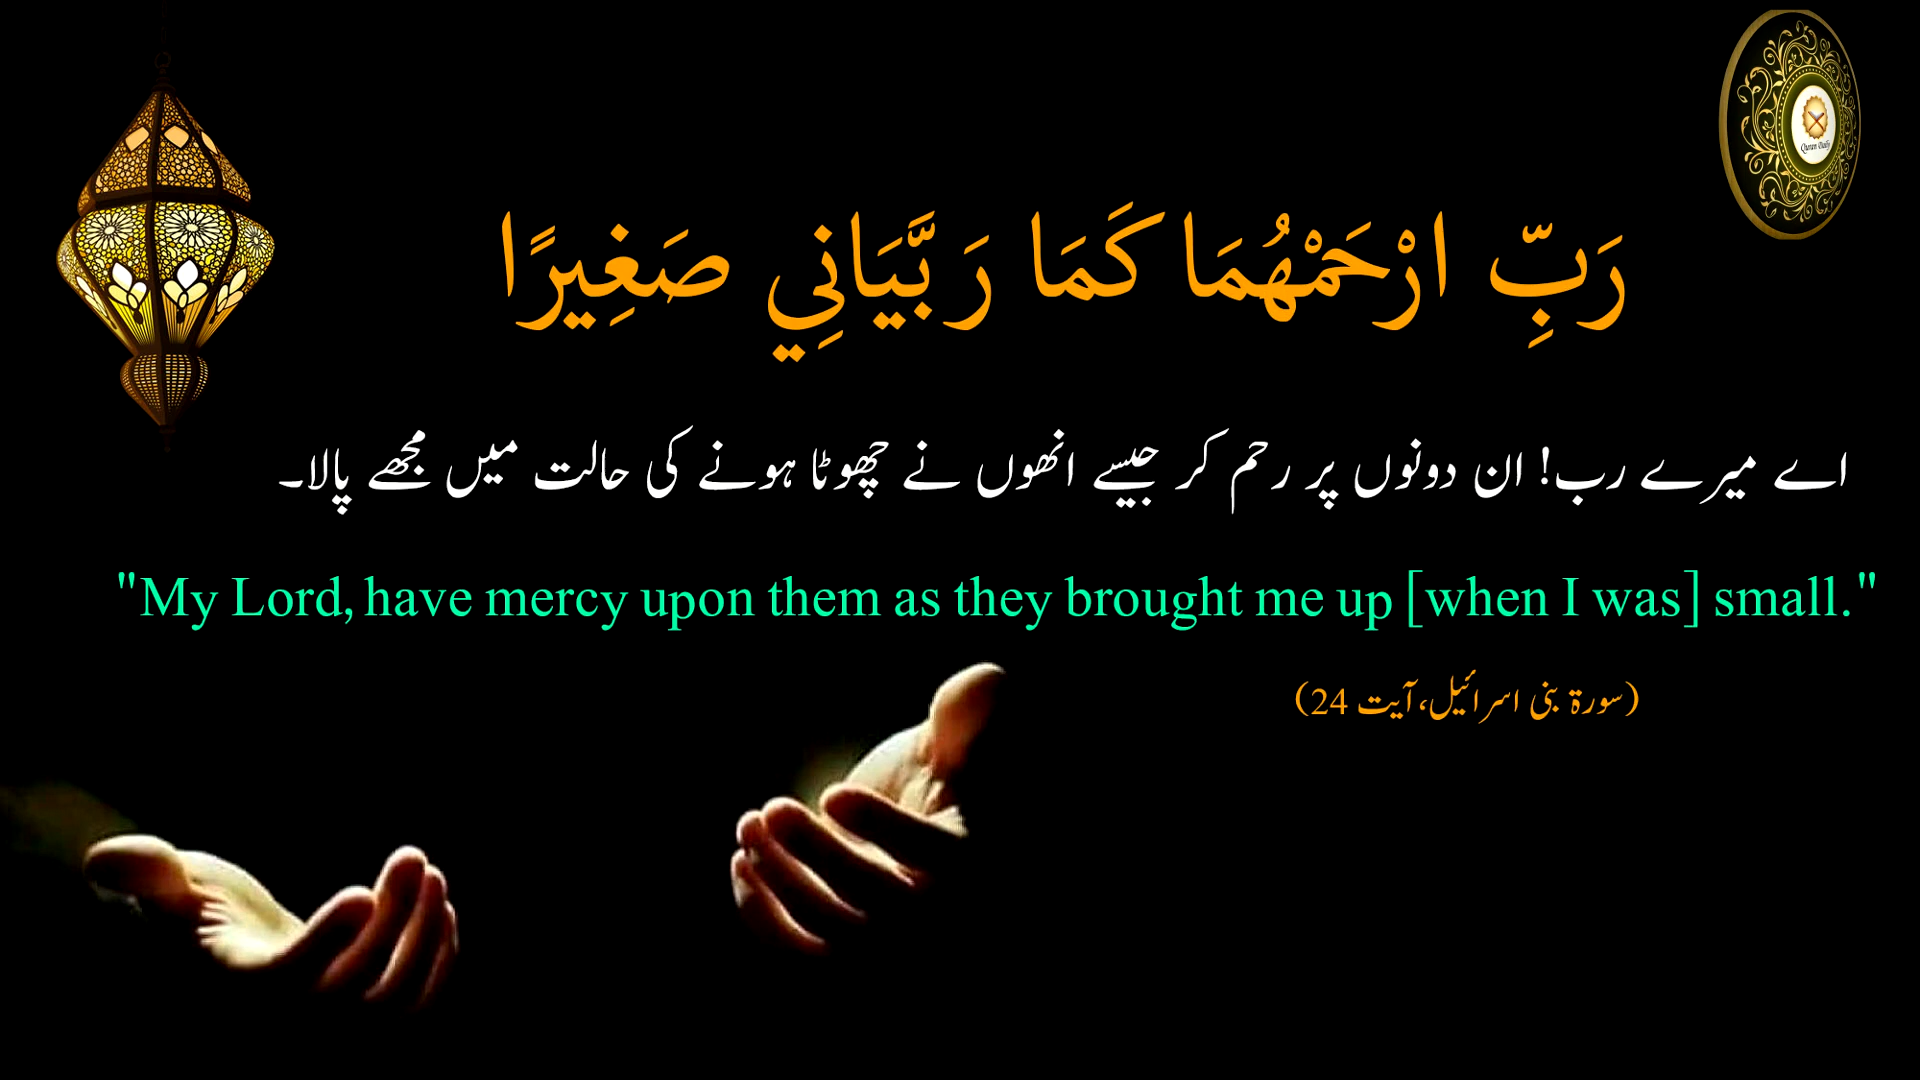 Quran Daily
رَبِّ ارْحَمْهُمَا كَمَا رَبَّيَانِي صَغِيرًا
اے میرے رب! ان دونوں پر رحم کر جیسے انھوں نے چھوٹا ہونے کی حالت میں مجھے پالا۔
"My Lord, have mercy upon them as they brought me up [when I was] small."
(سورۃ بنی اسرائیل، آیت 24)